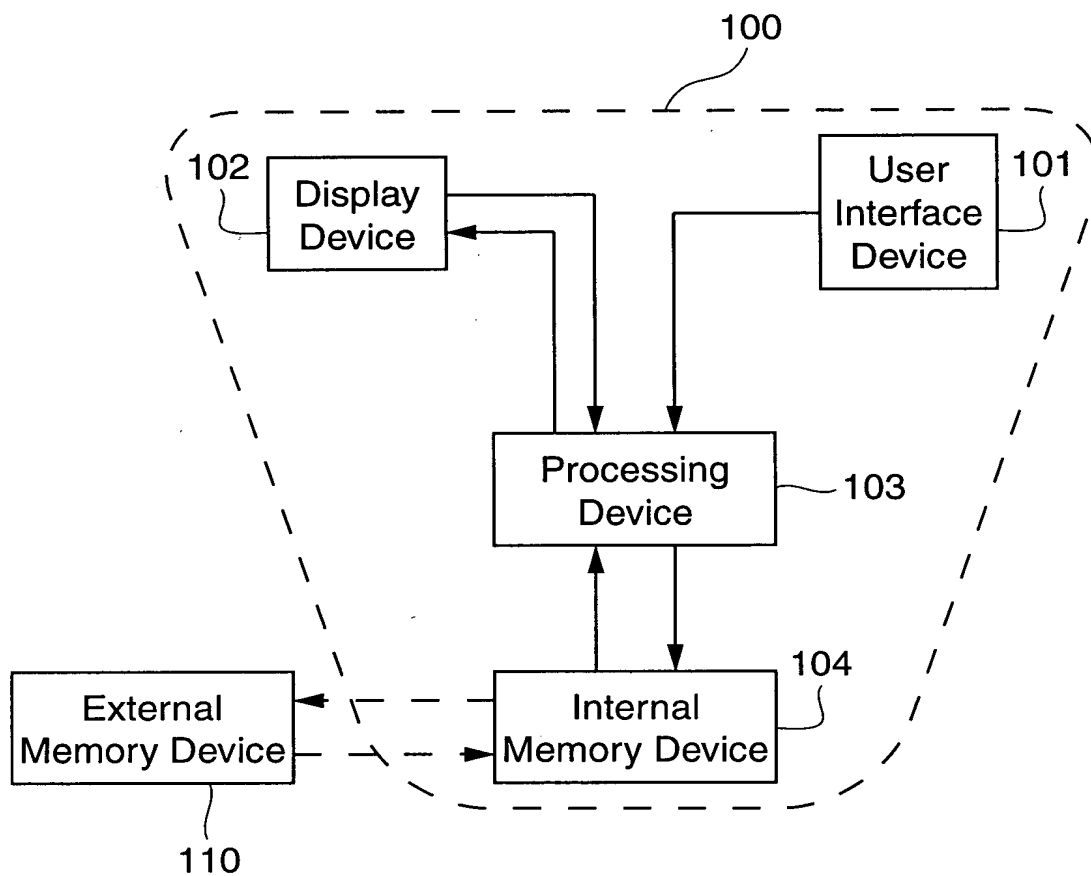 100
102
Display
Device
User
Interface
Device
101
Processing
Device
103
104
External
Memory Device
Internal
Memory Device
110